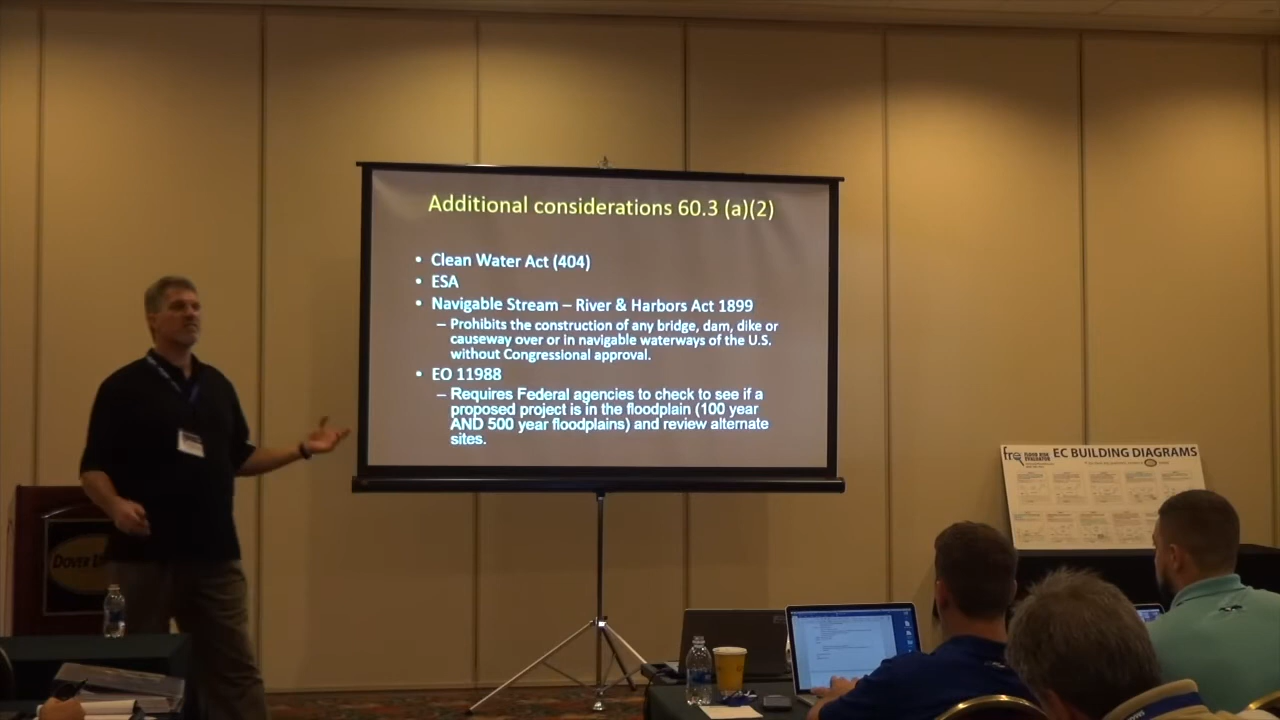 Additional considerations 60.3 (a)(2)
• Clean Water Act (404)
• ESA
• Navigable Stream – River & Harbors Act 1899
– Prohibits the construction of any bridge, dam, dike or
causeway over or in navigable waterways of the U.S.
without Congressional approval.
• EO 11988
– Requires Federal agencies to check to see if a
proposed project is in the floodplain (100 year
AND 500 year floodplains) and review alternate
sites.
EC BUILDING DIAGRAMS
DOVER